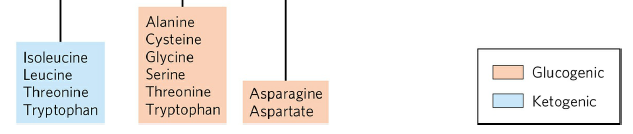 Isoleucine
Leucine
Threonine
Tryptophan
Alanine
Cysteine
Glycine
Serine
Threonine
Tryptophan
Asparagine
Aspartate
Glucogenic
Ketogenic